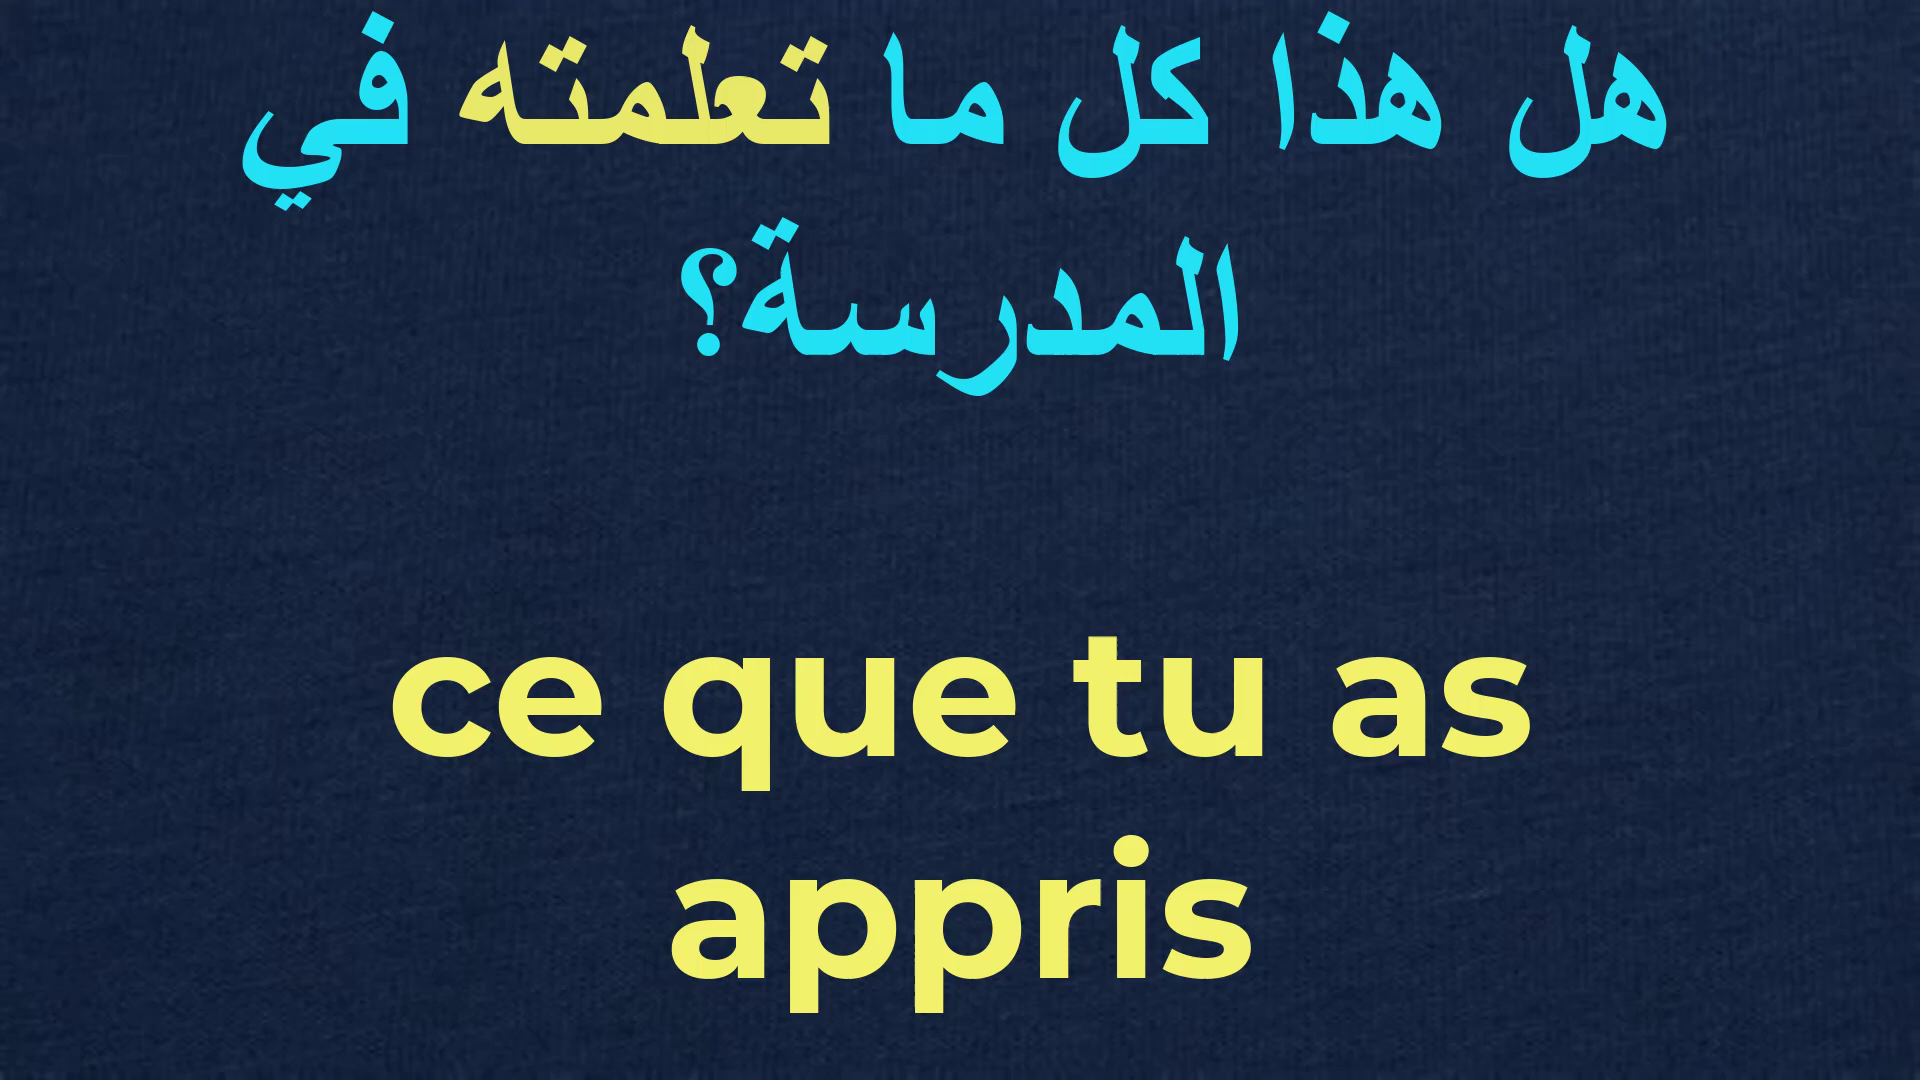 هل هذا كل ما تعلمته في
المدرسة؟
ce que tu as
appris